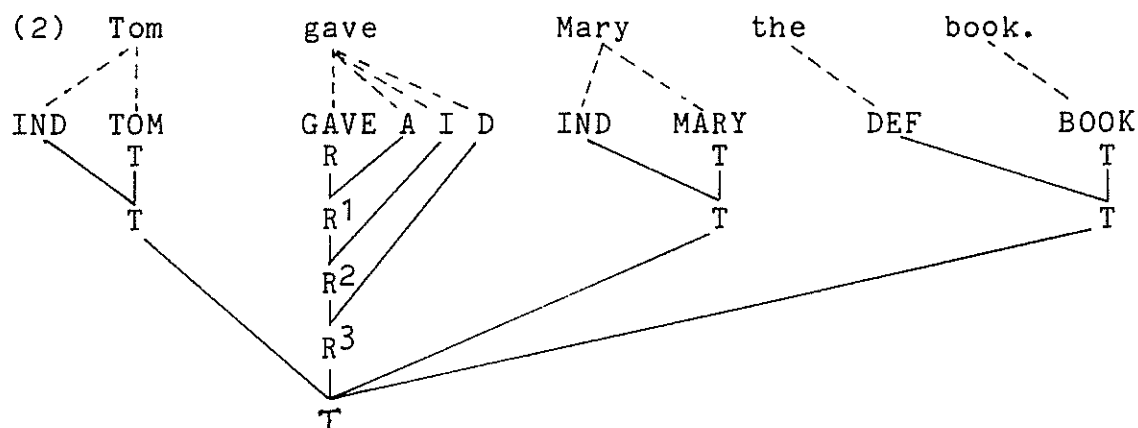 (2) Tom gave Mary the book.
IND TOM GAVE A I D IND MARY DEF BOOK
T R T T
T R1 T T
R2
R3
T